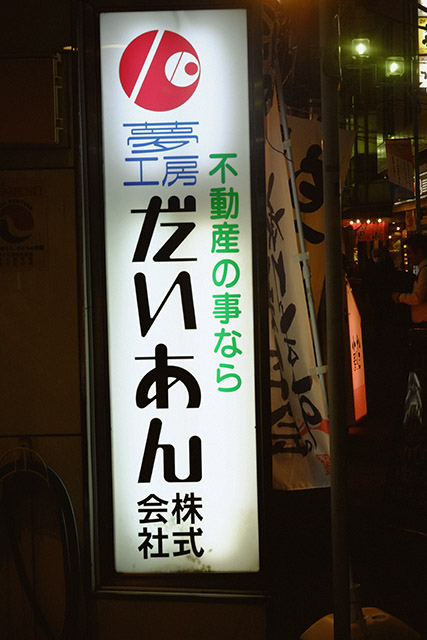 夢
工房
だいあん
株式
会社
不動産の事なら